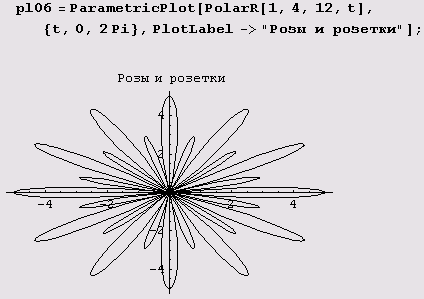 pl06 = ParametricPlot[PolarR[1, 4, 12, t],
{t, 0, 2 Pi}, PlotLabel -> "Розы и розетки"];
Розы и розетки
4
2
-4
-2
2
4
-2
-4